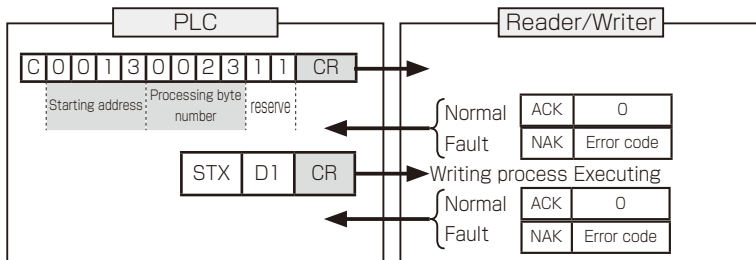 PLC Reader/Writer
C 0 0 1 3 0 0 2 3 1 1 CR
Starting address Processing byte number reserve
Normal ACK 0
Fault NAK Error code
STX D1 CR Writing process Executing
Normal ACK 0
Fault NAK Error code